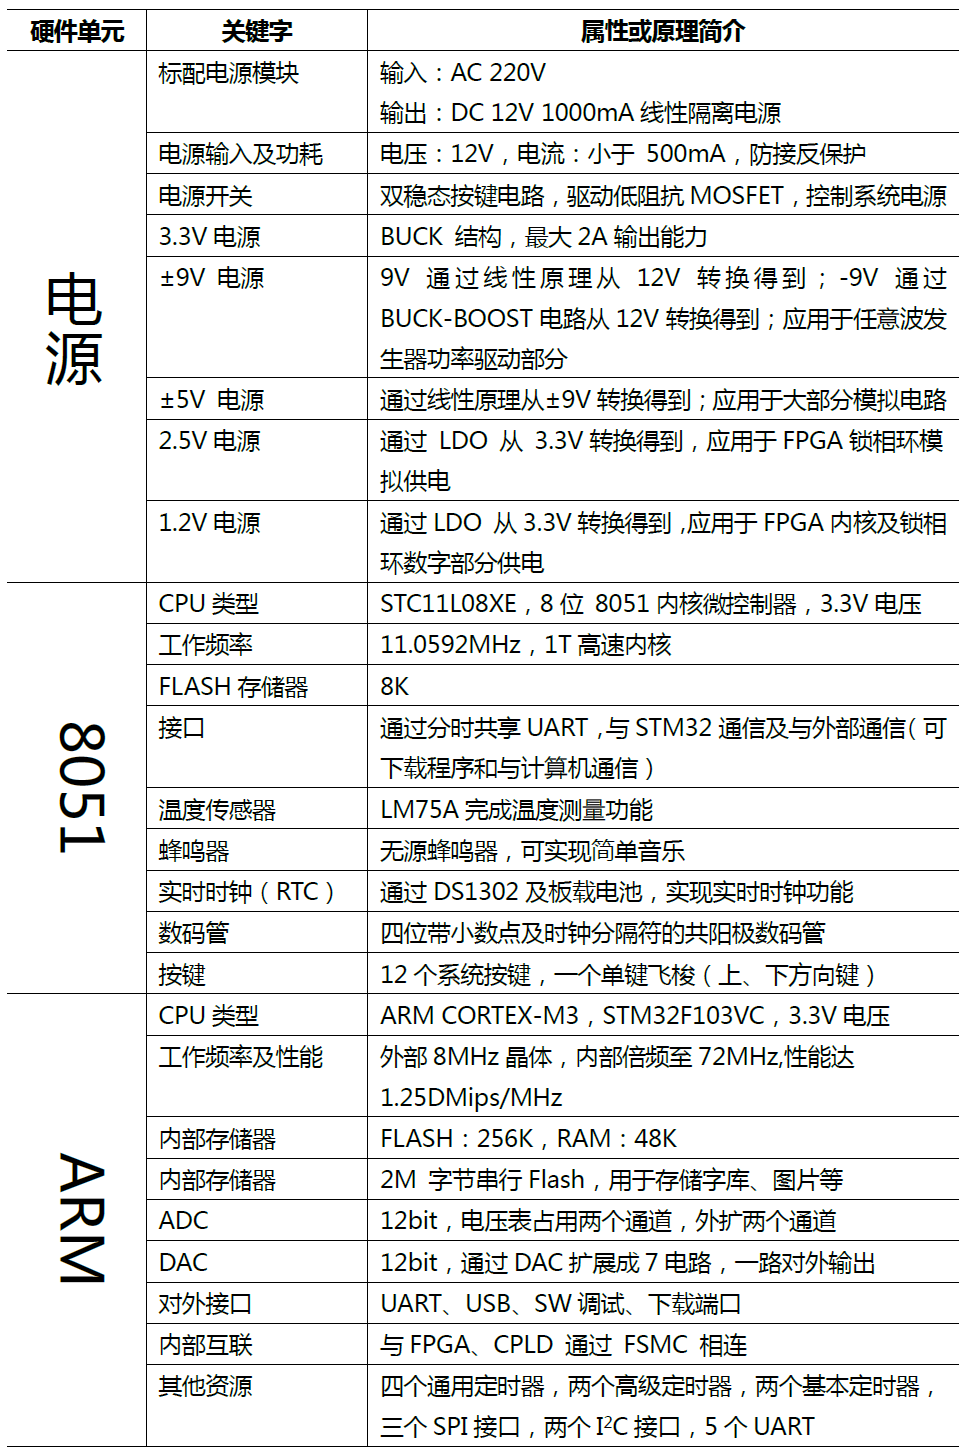 硬件单元 关键字 属性或原理简介
电源
标配电源模块 输入：AC 220V
输出：DC 12V 1000mA 线性隔离电源
电源输入及功耗 电压：12V，电流：小于 500mA，防接反保护
电源开关 双稳态按键电路，驱动低阻抗 MOSFET，控制系统电源
3.3V 电源 BUCK 结构，最大 2A 输出能力
±9V 电源 9V 通过线性原理从 12V 转换得到；-9V 通过
BUCK-BOOST 电路从 12V 转换得到；应用于任意波发
生器功率驱动部分
±5V 电源 通过线性原理从±9V 转换得到；应用于大部分模拟电路
2.5V 电源 通过 LDO 从 3.3V 转换得到，应用于 FPGA 锁相环模
拟供电
1.2V 电源 通过 LDO 从 3.3V 转换得到，应用于 FPGA 内核及锁相
环数字部分供电
8051
CPU 类型 STC11L08XE，8 位 8051 内核微控制器，3.3V 电压
工作频率 11.0592MHz，1T 高速内核
FLASH 存储器 8K
接口 通过分时共享 UART，与 STM32 通信及与外部通信（可
下载程序和与计算机通信）
温度传感器 LM75A 完成温度测量功能
蜂鸣器 无源蜂鸣器，可实现简单音乐
实时时钟（RTC） 通过 DS1302 及板载电池，实现实时时钟功能
数码管 四位带小数点及时钟分隔符的共阳极数码管
按键 12 个系统按键，一个单键飞梭（上、下方向键）
ARM
CPU 类型 ARM CORTEX-M3，STM32F103VC，3.3V 电压
工作频率及性能 外部 8MHz 晶体，内部倍频至 72MHz,性能达
1.25DMips/MHz
内部存储器 FLASH：256K，RAM：48K
内部存储器 2M 字节串行 Flash，用于存储字库、图片等
ADC 12bit，电压表占用两个通道，外扩两个通道
DAC 12bit，通过 DAC 扩展成 7 电路，一路对外输出
对外接口 UART、USB、SW 调试、下载端口
内部互联 与 FPGA、CPLD 通过 FSMC 相连
其他资源 四个通用定时器，两个高级定时器，两个基本定时器，
三个 SPI 接口，两个 I²C 接口，5 个 UART